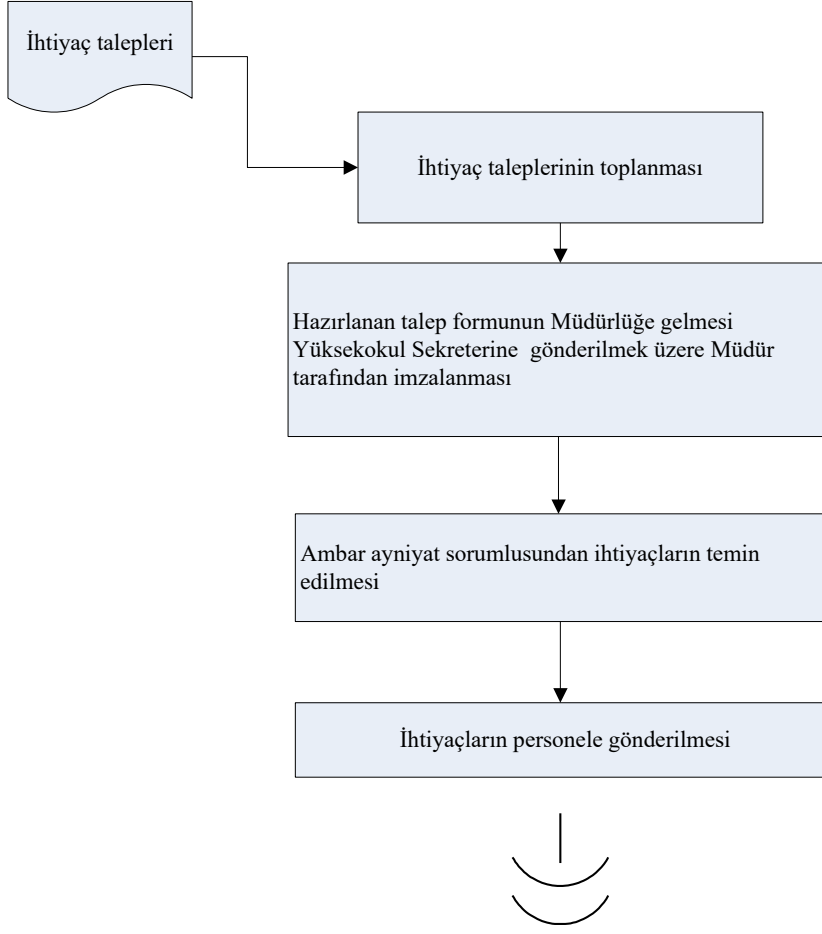 İhtiyaç talepleri
İhtiyaç taleplerinin toplanması
Hazırlanan talep formunun Müdürlüğe gelmesi
Yüksekokul Sekreterine  gönderilmek üzere Müdür
tarafından imzalanması
Ambar ayniyat sorumlusundan ihtiyaçların temin
edilmesi
İhtiyaçların personele gönderilmesi